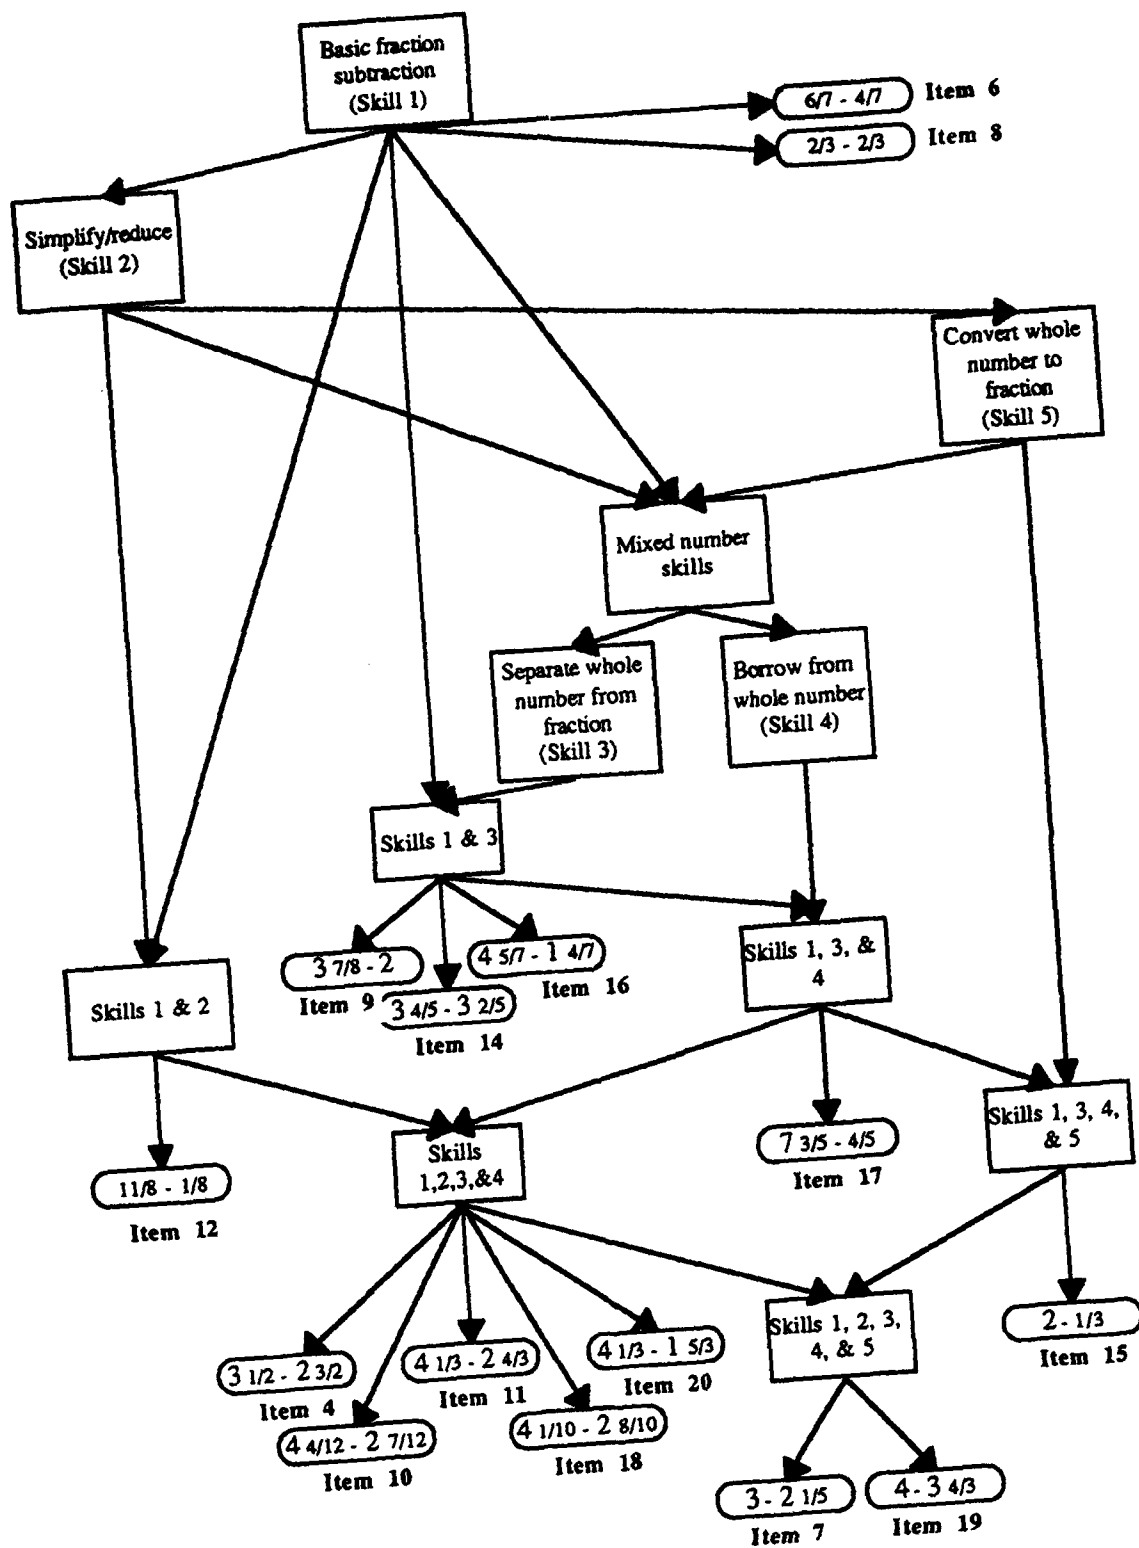 Basic fraction
subtraction
(Skill 1)
6/7 - 4/7
Item 6
2/3 - 2/3
Item 8
Simplify/reduce
(Skill 2)
Convert whole
number to
fraction
(Skill 5)
Mixed number
skills
Separate whole
number from
fraction
(Skill 3)
Borrow from
whole number
(Skill 4)
Skills 1 & 3
3 7/8 - 2
Item 9
3 4/5 - 3 2/5
Item 14
4 5/7 - 1 4/7
Item 16
Skills 1, 3, &
4
Skills 1 & 2
11/8 - 1/8
Item 12
Skills
1,2,3,&4
7 3/5 - 4/5
Item 17
Skills 1, 3, 4,
& 5
3 1/2 - 2 3/2
Item 4
4 4/12 - 2 7/12
Item 10
4 1/3 - 2 4/3
Item 11
4 1/10 - 2 8/10
Item 18
4 1/3 - 1 5/3
Item 20
Skills 1, 2, 3,
4, & 5
2 - 1/3
Item 15
3 - 2 1/5
Item 7
4 - 3 4/3
Item 19